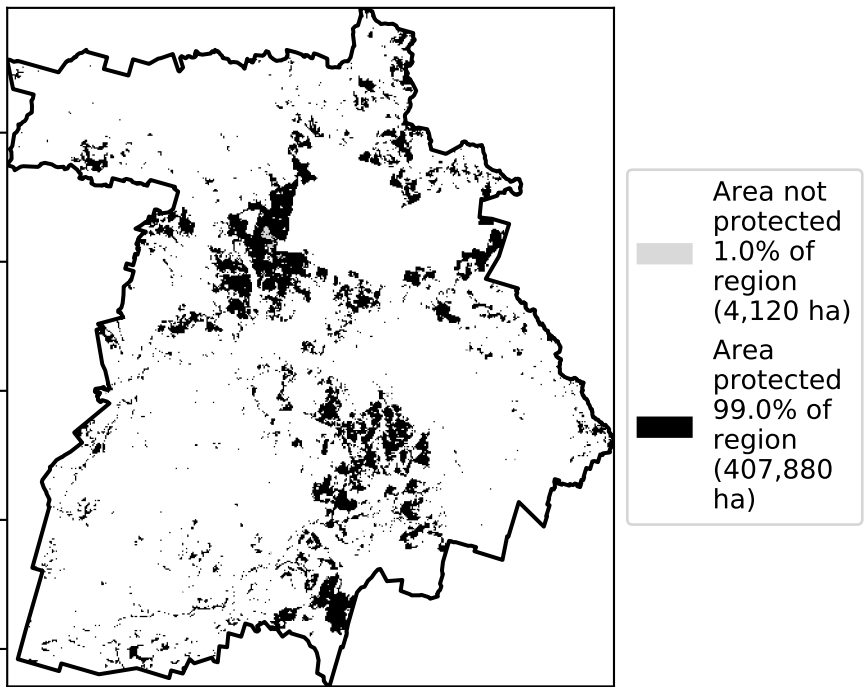 Area not
protected
1.0% of
region
(4,120 ha)
Area
protected
99.0% of
region
(407,880
ha)